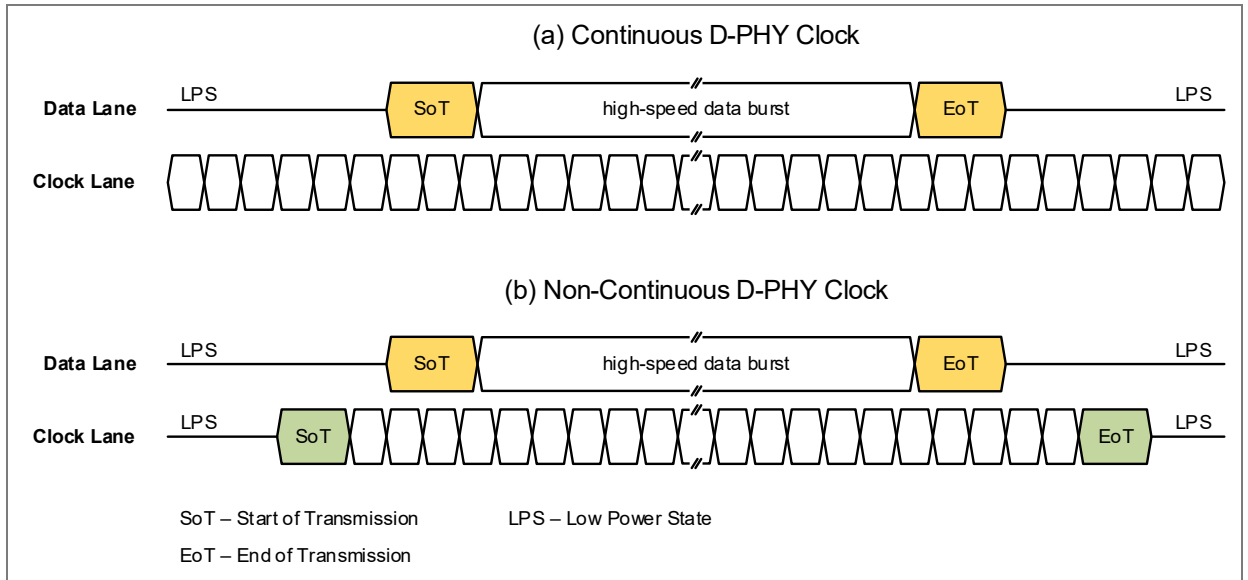 (a) Continuous D-PHY Clock
LPS
Data Lane
SoT
high-speed data burst
EoT
LPS
Clock Lane
(b) Non-Continuous D-PHY Clock
LPS
Data Lane
SoT
high-speed data burst
EoT
LPS
LPS
Clock Lane
SoT
EoT
LPS
SoT – Start of Transmission
LPS – Low Power State
EoT – End of Transmission